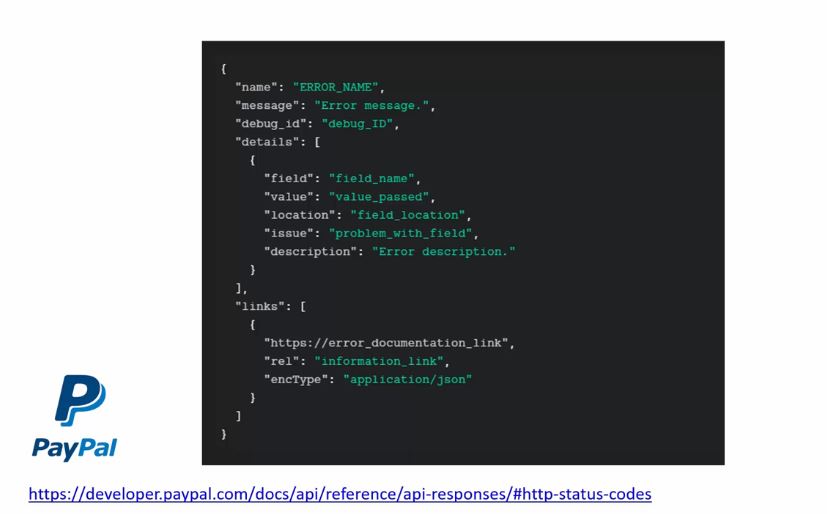 {
"name": "ERROR_NAME",
"message": "Error message.",
"debug_id": "debug_ID",
"details": [
{
"field": "field_name",
"value": "value_passed",
"location": "field_location",
"issue": "problem_with_field",
"description": "Error description."
}
],
"links": [
{
"https://error_documentation_link",
"rel": "information_link",
"encType": "application/json"
}
]
}
PayPal
https://developer.paypal.com/docs/api/reference/api-responses/#http-status-codes